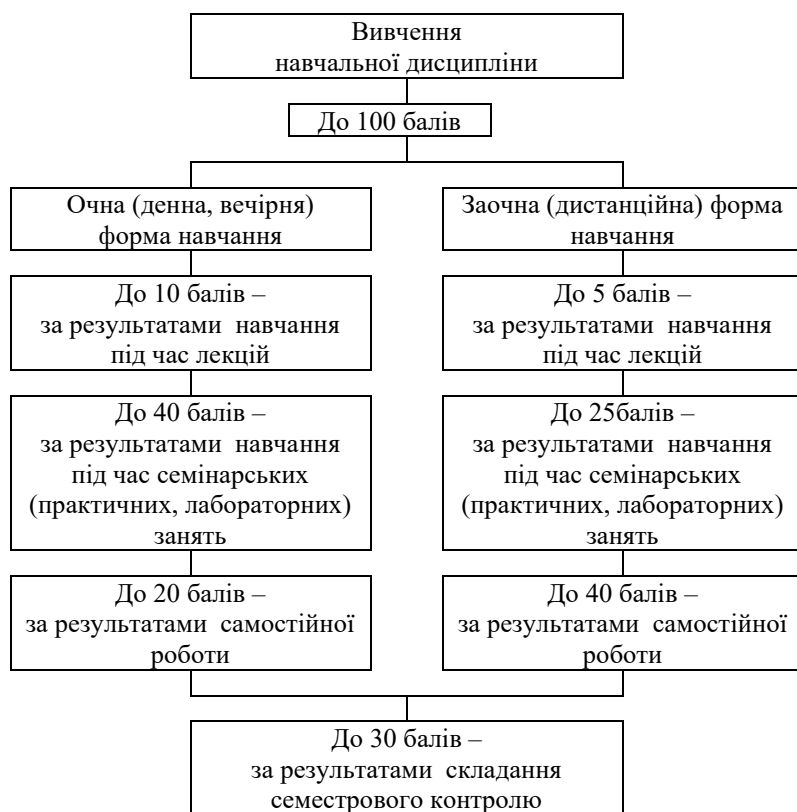 Вивчення
навчальної дисципліни
До 100 балів
Очна (денна, вечірня)
форма навчання
До 10 балів –
за результатами навчання
під час лекцій
До 40 балів –
за результатами навчання
під час семінарських
(практичних, лабораторних)
занять
До 20 балів –
за результатами самостійної
роботи
Заочна (дистанційна) форма
навчання
До 5 балів –
за результатами навчання
під час лекцій
До 25балів –
за результатами навчання
під час семінарських
(практичних, лабораторних)
занять
До 40 балів –
за результатами самостійної
роботи
До 30 балів –
за результатами складання
семестрового контролю